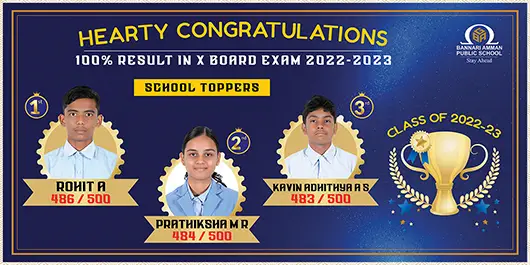 HEARTY CONGRATULATIONS
100% RESULT IN X BOARD EXAM 2022-2023
BANNARI AMMAN
PUBLIC SCHOOL
Stay Ahead
SCHOOL TOPPERS
1st
ROHIT A
486 / 500
2nd
PRATHIKSHA M R
484 / 500
3rd
KAVIN ADHITHYA A S
483 / 500
CLASS OF 2022-23